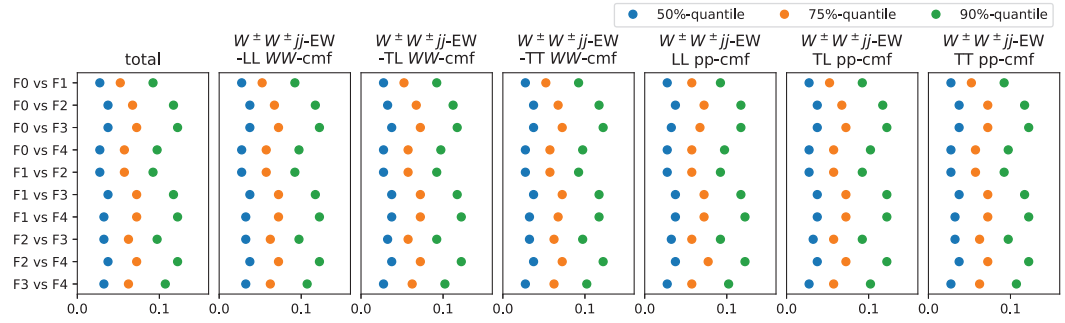 50%-quantile 75%-quantile 90%-quantile
total
W ± W ± jj-EW
-LL WW-cmf
W ± W ± jj-EW
-TL WW-cmf
W ± W ± jj-EW
-TT WW-cmf
W ± W ± jj-EW
LL pp-cmf
W ± W ± jj-EW
TL pp-cmf
W ± W ± jj-EW
TT pp-cmf
F0 vs F1
F0 vs F2
F0 vs F3
F0 vs F4
F1 vs F2
F1 vs F3
F1 vs F4
F2 vs F3
F2 vs F4
F3 vs F4
0.0 0.1 0.0 0.1 0.0 0.1 0.0 0.1 0.0 0.1 0.0 0.1 0.0 0.1